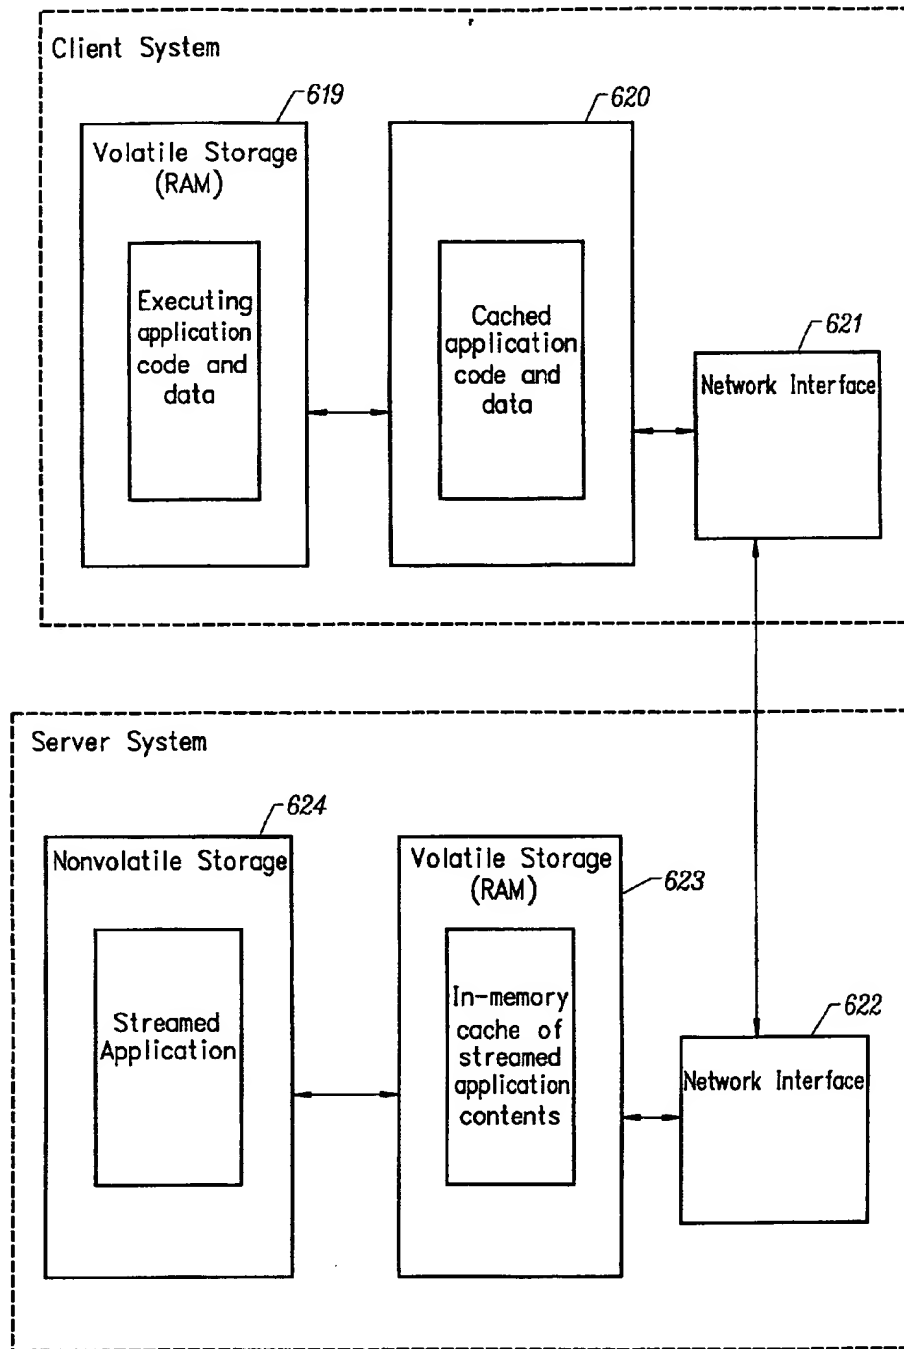 Client System
619
Volatile Storage
(RAM)
Executing
application
code and
data
620
Cached
application
code and
data
621
Network Interface
Server System
624
Nonvolatile Storage
Streamed
Application
Volatile Storage
(RAM)
623
In-memory
cache of
streamed
application
contents
622
Network Interface